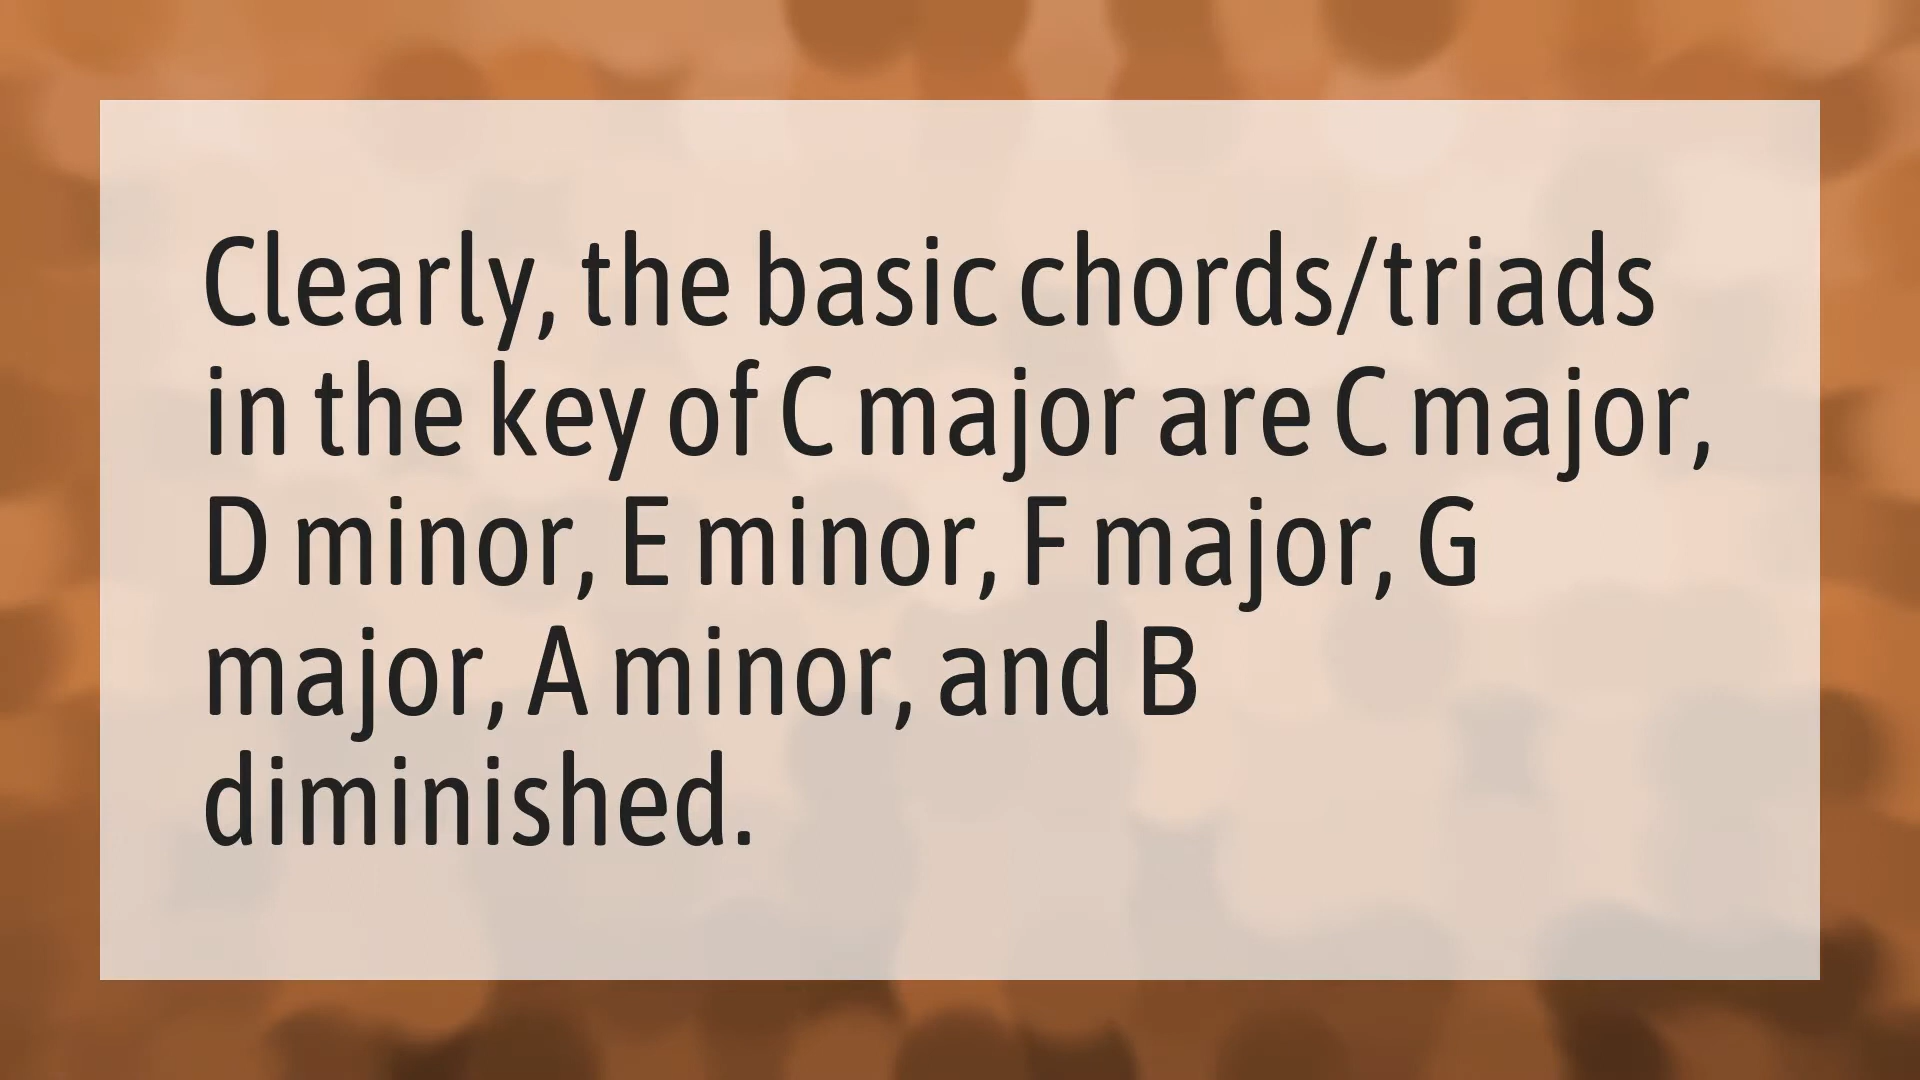 Clearly, the basic chords/triads
in the key of C major are C major,
D minor, E minor, F major, G
major, A minor, and B
diminished.